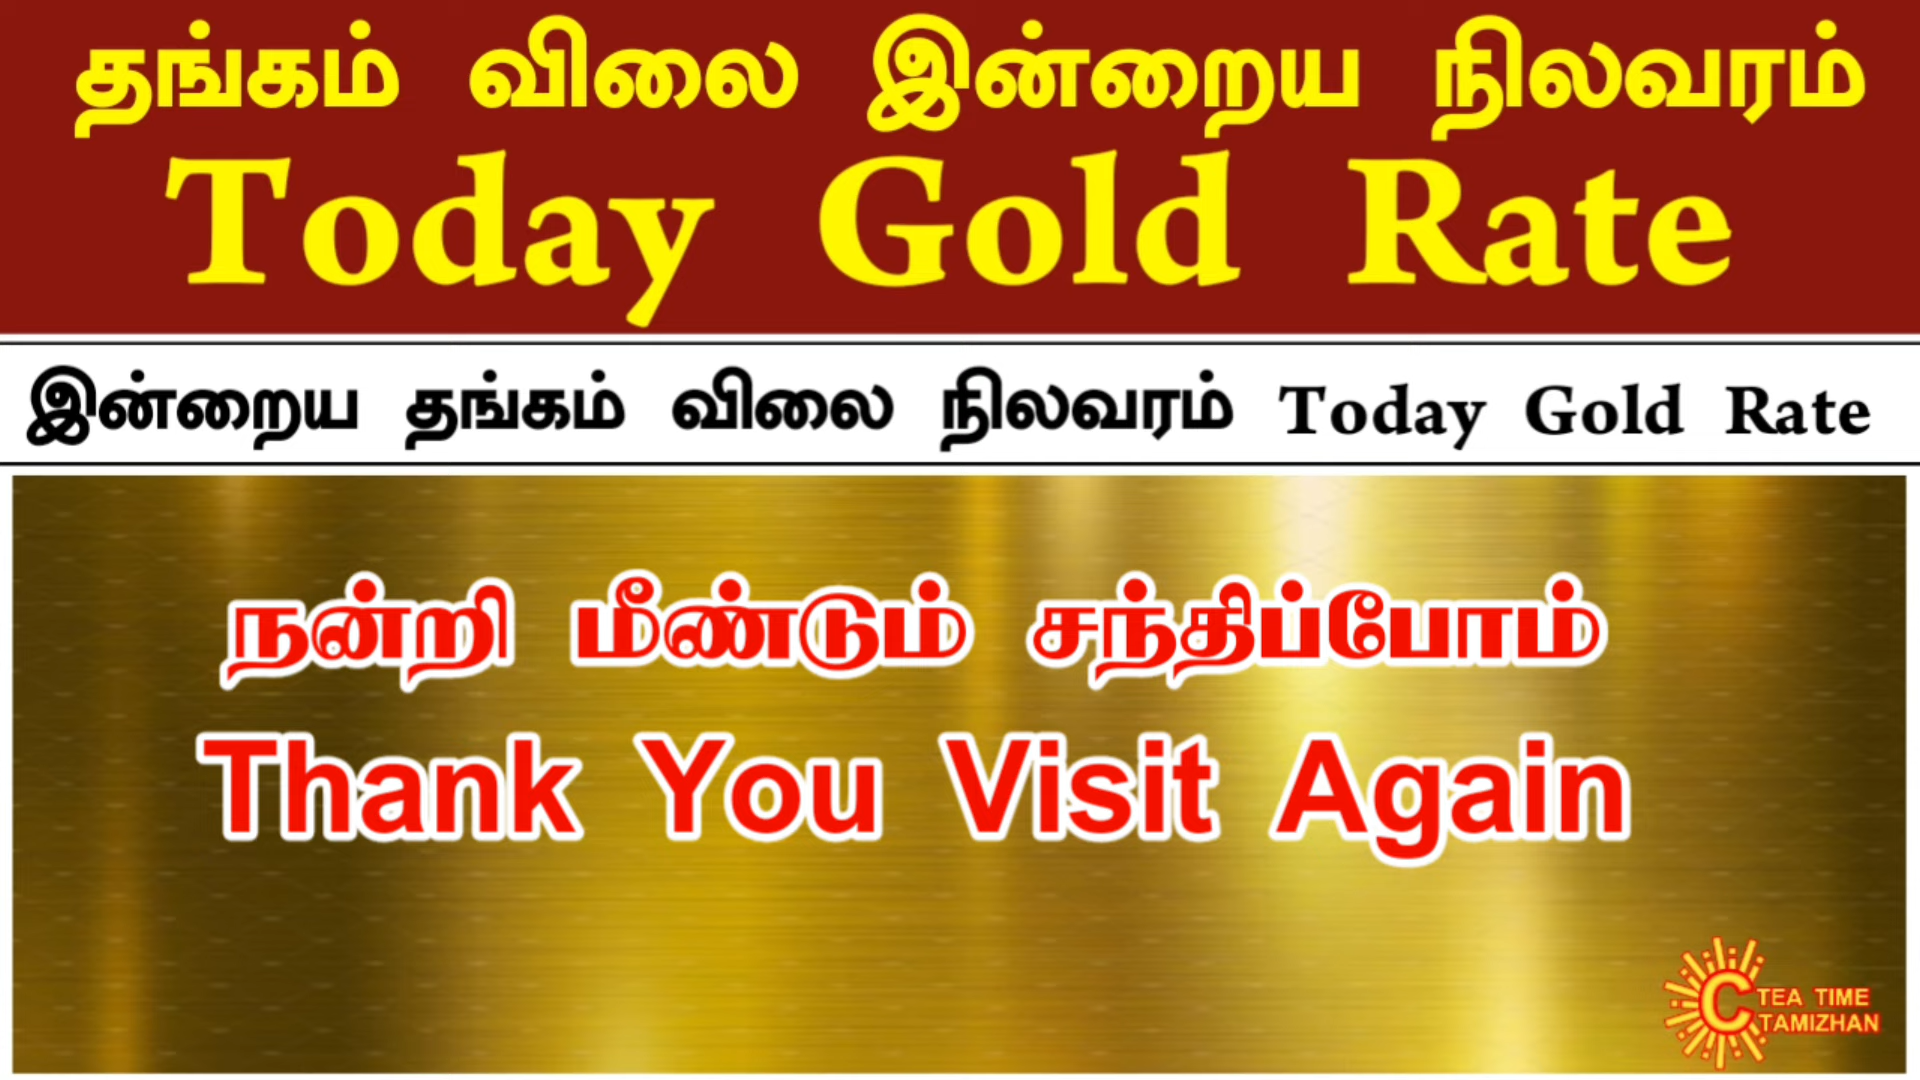 தங்கம் விலை இன்றைய நிலவரம்
Today Gold Rate
இன்றைய தங்கம் விலை நிலவரம் Today Gold Rate
நன்றி மீண்டும் சந்திப்போம்
Thank You Visit Again
C TEA TIME
TAMIZHAN